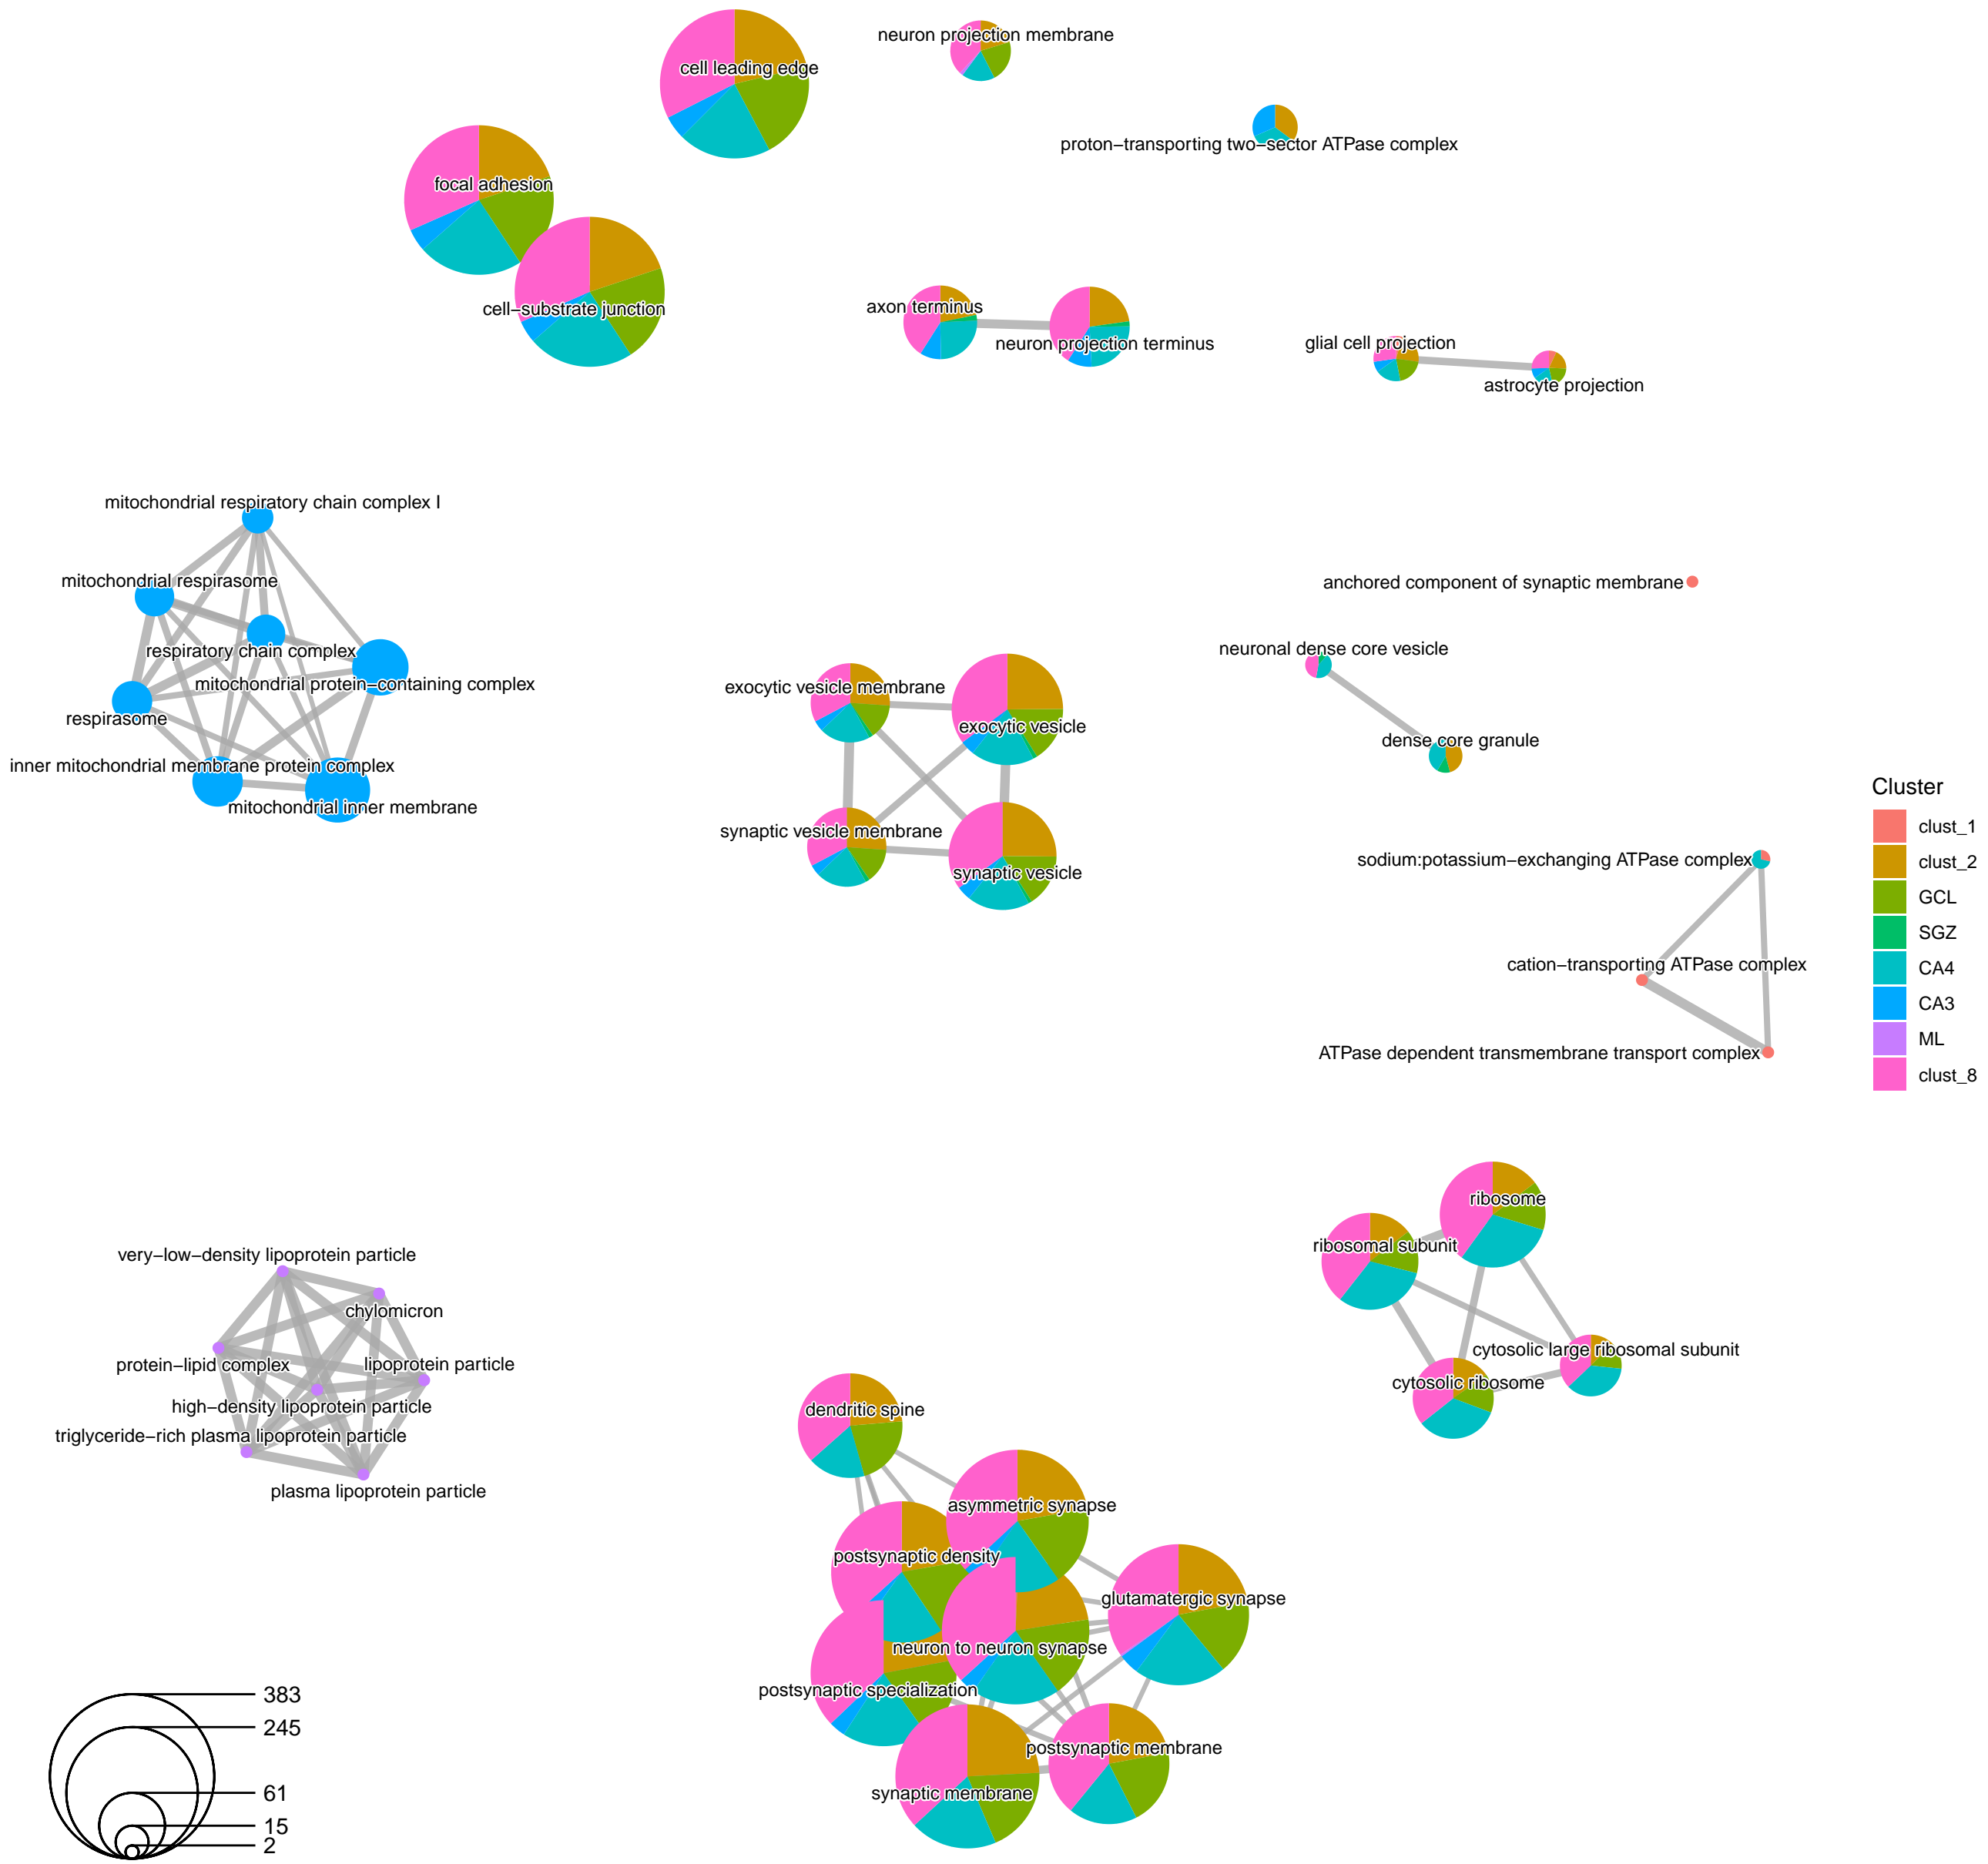 neuron projection membrane
cell leading edge
proton−transporting two−sector ATPase complex
focal adhesion
cell−substrate junction
axon terminus
neuron projection terminus
glial cell projection
astrocyte projection
mitochondrial respiratory chain complex I
mitochondrial respirasome
respiratory chain complex
mitochondrial protein−containing complex
respirasome
inner mitochondrial membrane protein complex
mitochondrial inner membrane
exocytic vesicle membrane
exocytic vesicle
synaptic vesicle membrane
synaptic vesicle
anchored component of synaptic membrane
neuronal dense core vesicle
dense core granule
sodium:potassium−exchanging ATPase complex
cation−transporting ATPase complex
ATPase dependent transmembrane transport complex
Cluster
clust_1
clust_2
GCL
SGZ
CA4
CA3
ML
clust_8
very−low−density lipoprotein particle
chylomicron
protein−lipid complex
lipoprotein particle
high−density lipoprotein particle
triglyceride−rich plasma lipoprotein particle
plasma lipoprotein particle
ribosome
ribosomal subunit
cytosolic large ribosomal subunit
cytosolic ribosome
dendritic spine
asymmetric synapse
postsynaptic density
glutamatergic synapse
neuron to neuron synapse
postsynaptic specialization
postsynaptic membrane
synaptic membrane
383
245
61
15
2